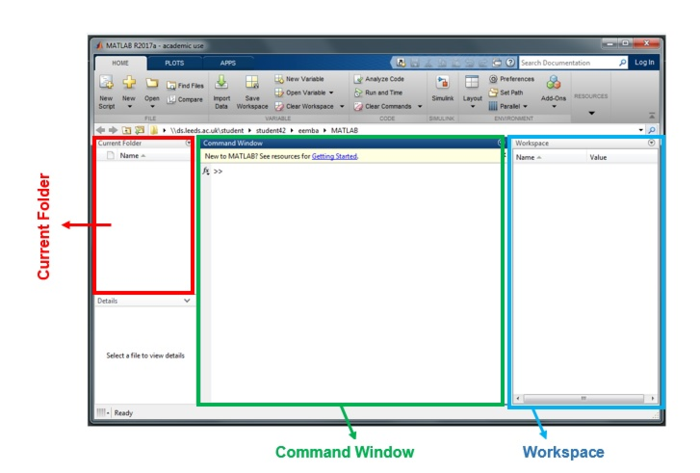 MATLAB R2017a - academic use
HOME PLOTS APPS Search Documentation Log In
New Script New Open Find Files Compare Import Data Save Workspace New Variable Open Variable Clear Workspace Analyze Code Run and Time Clear Commands Simulink Layout Preferences Set Path Parallel Add-Ons RESOURCES
FILE VARIABLE CODE SIMULINK ENVIRONMENT
\\ds.leeds.ac.uk\student student42 eemba MATLAB
Current Folder Command Window Workspace
Name New to MATLAB? See resources for Getting Started. Name Value
fx >>
Current Folder
Details
Select a file to view details
Ready
Command Window Workspace